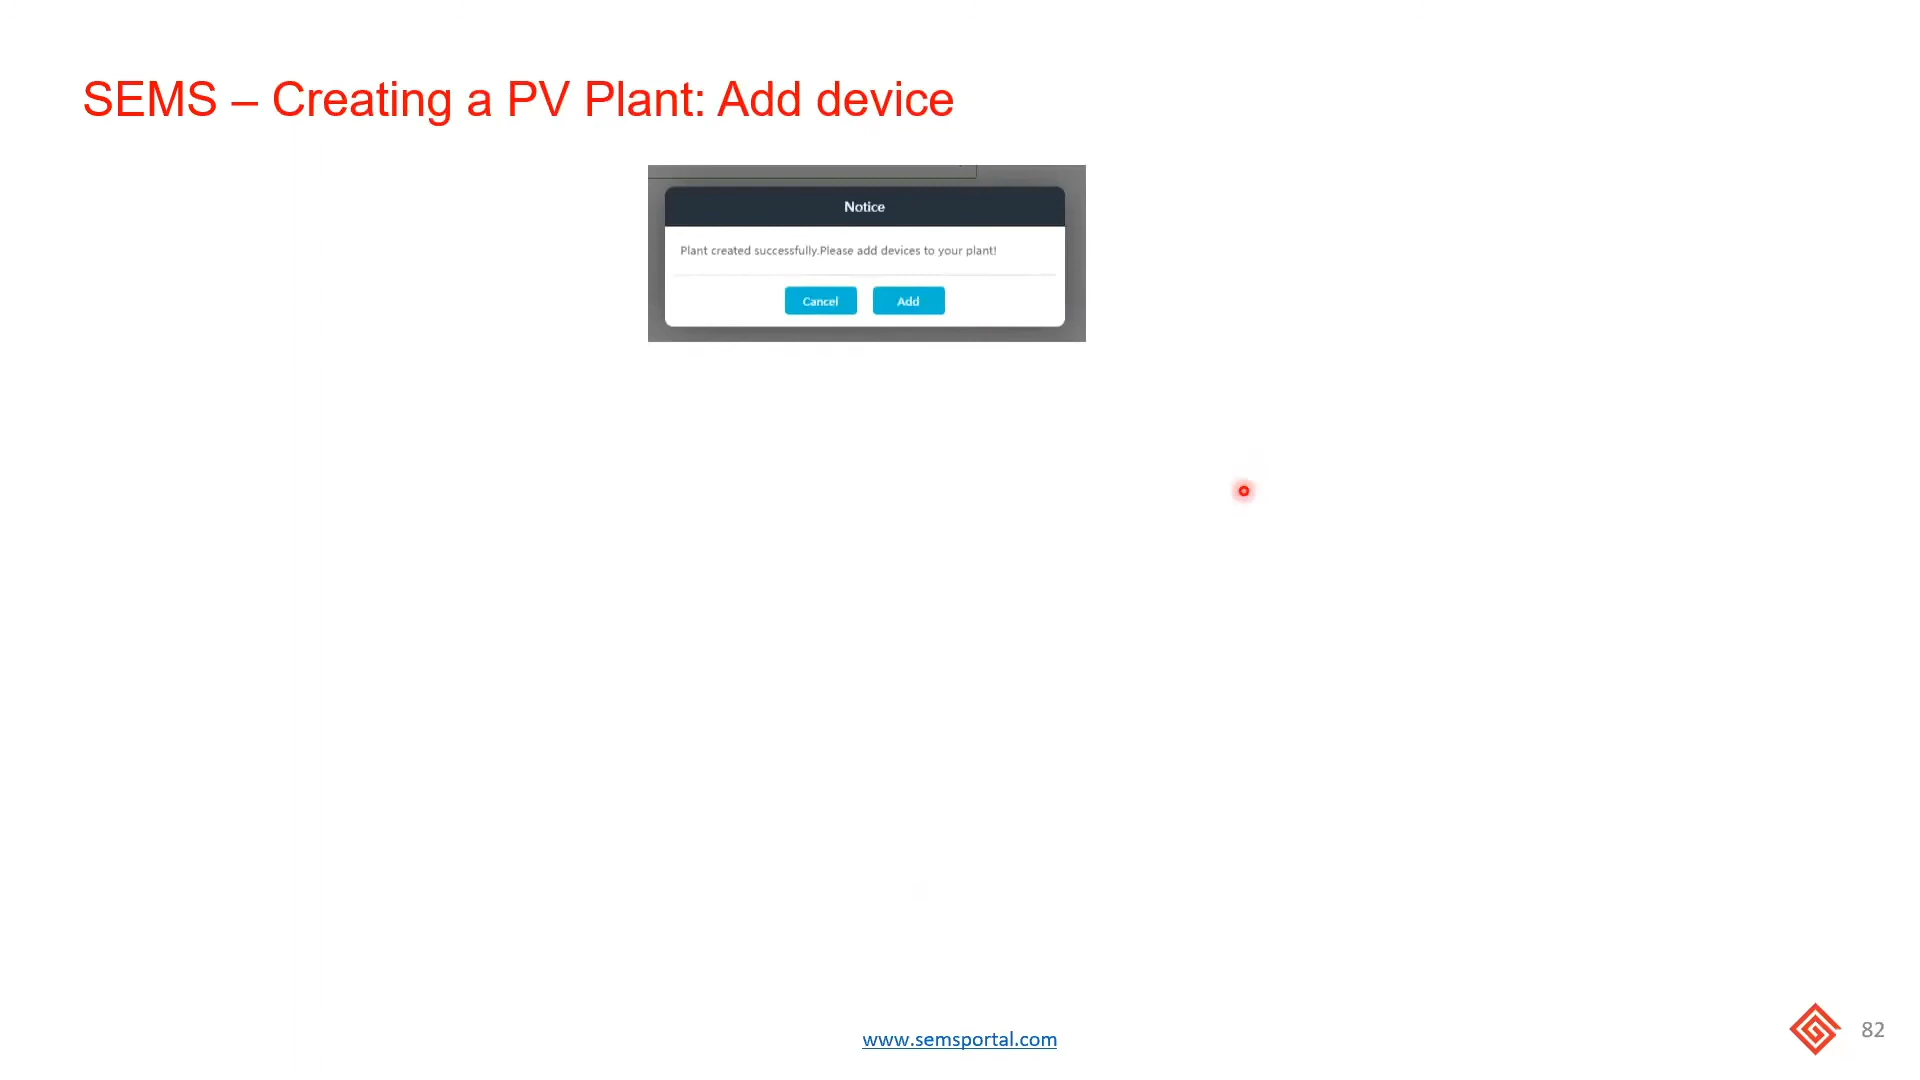 SEMS – Creating a PV Plant: Add device
Notice
Plant created successfully.Please add devices to your plant!
Cancel Add
www.semsportal.com
82